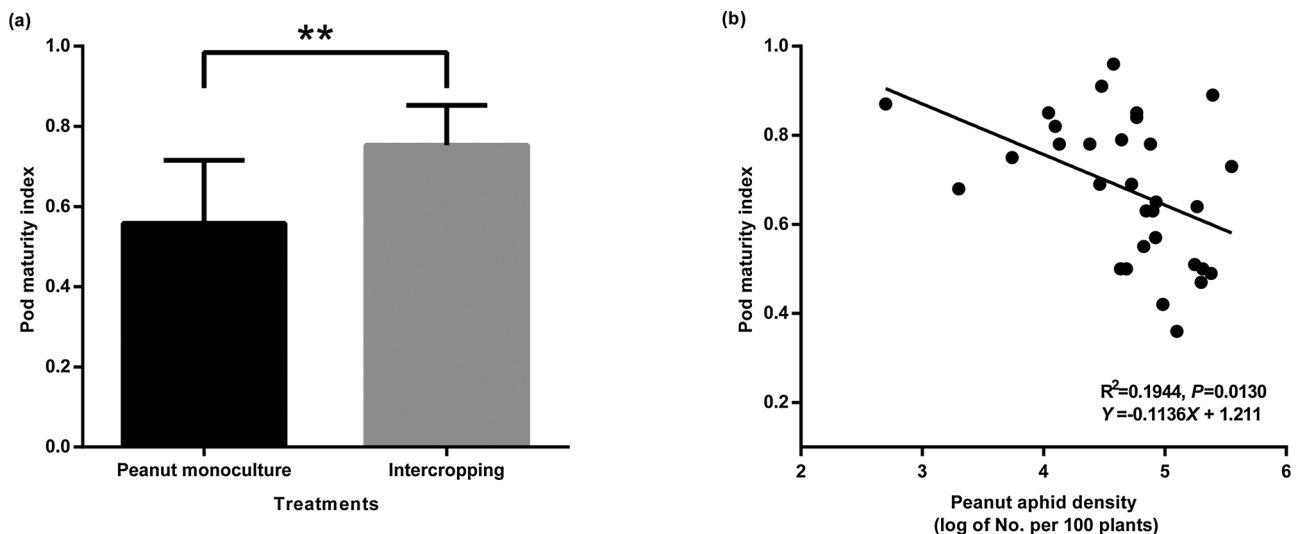 (a)
**
1.0
0.8
0.6
0.4
0.2
0.0
Pod maturity index
Peanut monoculture
Intercropping
Treatments
(b)
1.0
0.8
0.6
0.4
0.2
Pod maturity index
R²=0.1944, P=0.0130
Y=-0.1136X + 1.211
2 3 4 5 6
Peanut aphid density
(log of No. per 100 plants)